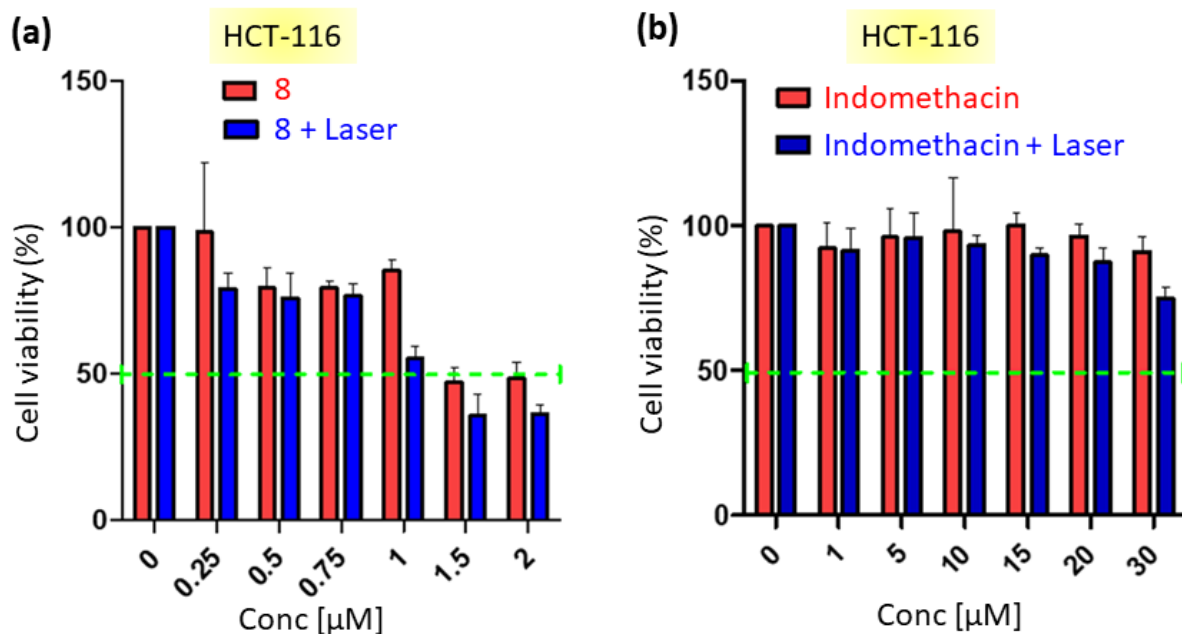 (a)
HCT-116
8
8 + Laser
150
100
50
0
Cell viability (%)
0
0.25
0.5
0.75
1
1.5
2
Conc [µM]
(b)
HCT-116
Indomethacin
Indomethacin + Laser
150
100
50
0
Cell viability (%)
0
1
5
10
15
20
30
Conc [µM]